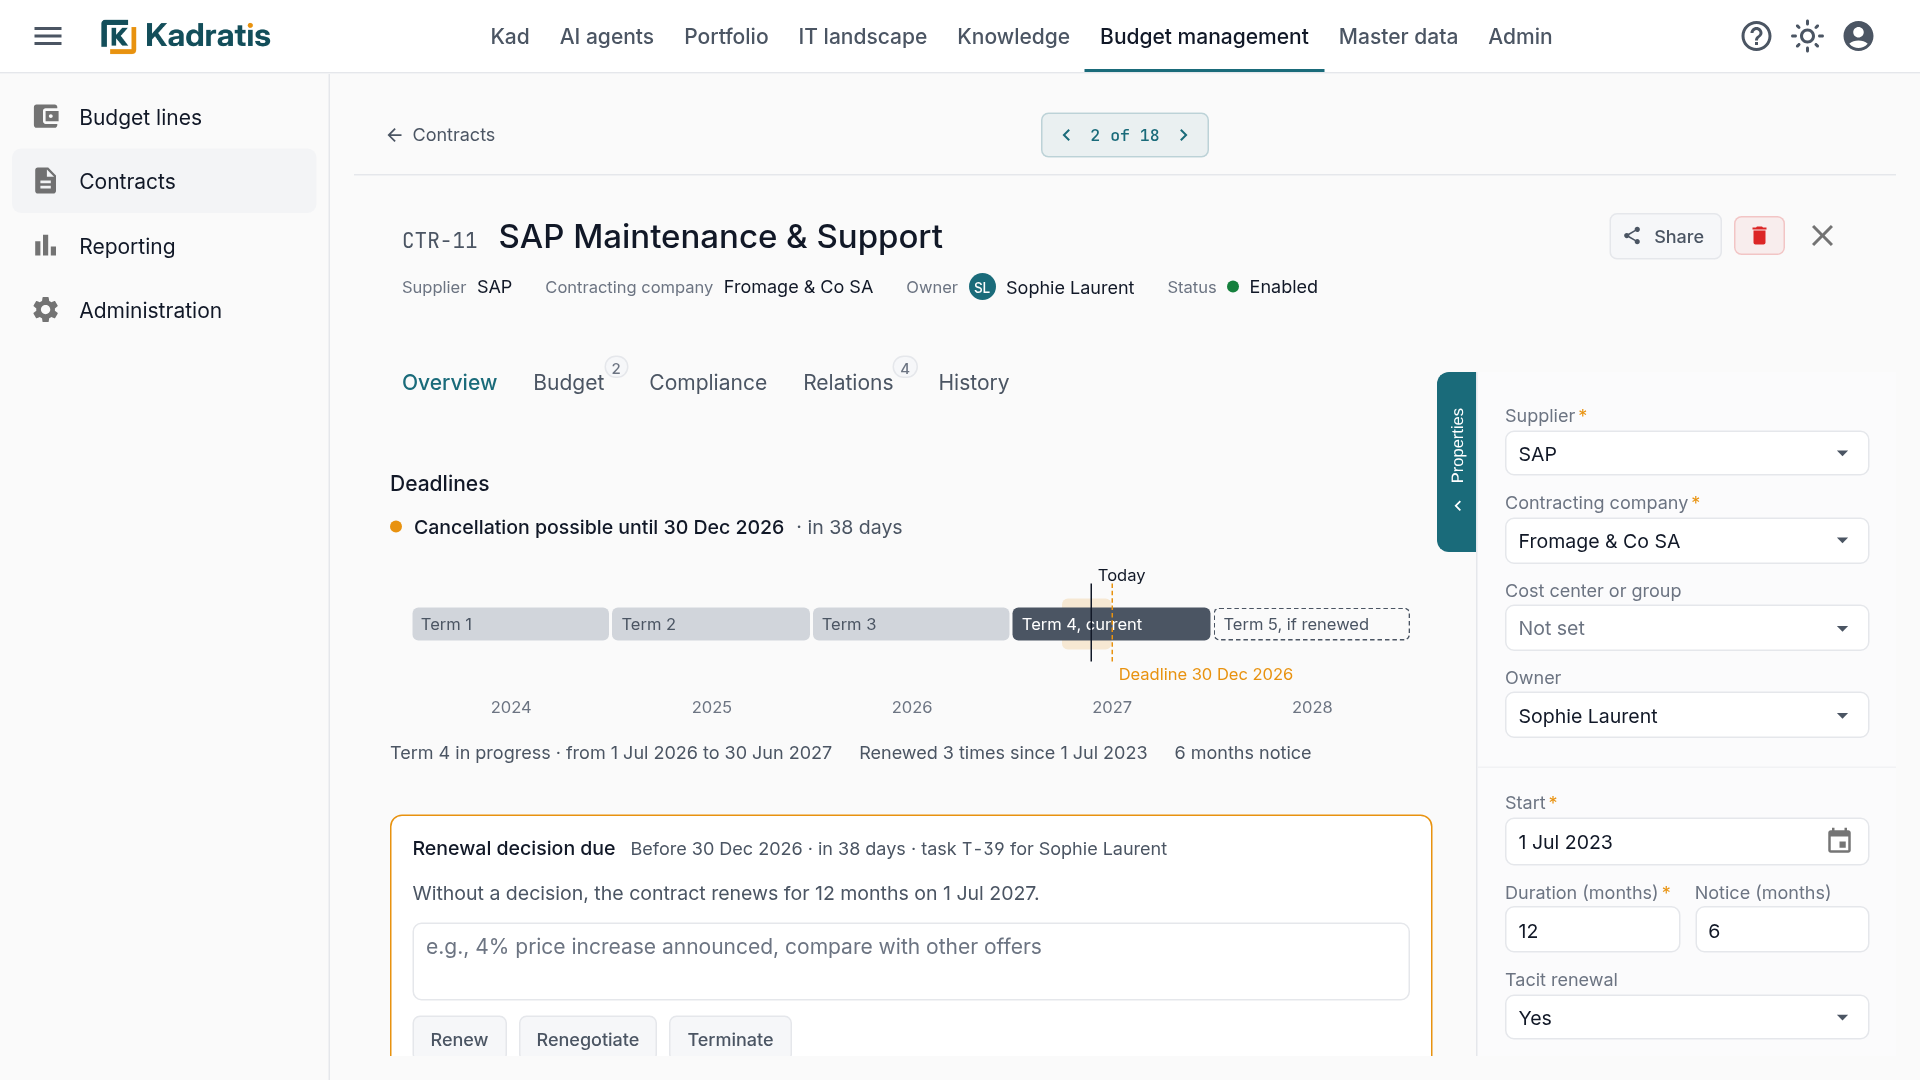 Kadratis
Kad AI agents Portfolio IT landscape Knowledge Budget management Master data Admin
Budget lines
Contracts
Reporting
Administration
Contracts
2 of 18
CTR-11 SAP Maintenance & Support
Share
Supplier SAP Contracting company Fromage & Co SA Owner SL Sophie Laurent Status Enabled
Overview Budget 2 Compliance Relations 4 History
Deadlines
Cancellation possible until 30 Dec 2026 · in 38 days
Today
Term 1 Term 2 Term 3 Term 4, current Term 5, if renewed
Deadline 30 Dec 2026
2024 2025 2026 2027 2028
Term 4 in progress · from 1 Jul 2026 to 30 Jun 2027 Renewed 3 times since 1 Jul 2023 6 months notice
Renewal decision due Before 30 Dec 2026 · in 38 days · task T-39 for Sophie Laurent
Without a decision, the contract renews for 12 months on 1 Jul 2027.
e.g., 4% price increase announced, compare with other offers
Renew Renegotiate Terminate
Properties
Supplier *
SAP
Contracting company *
Fromage & Co SA
Cost center or group
Not set
Owner
Sophie Laurent
Start *
1 Jul 2023
Duration (months) * Notice (months)
12 6
Tacit renewal
Yes